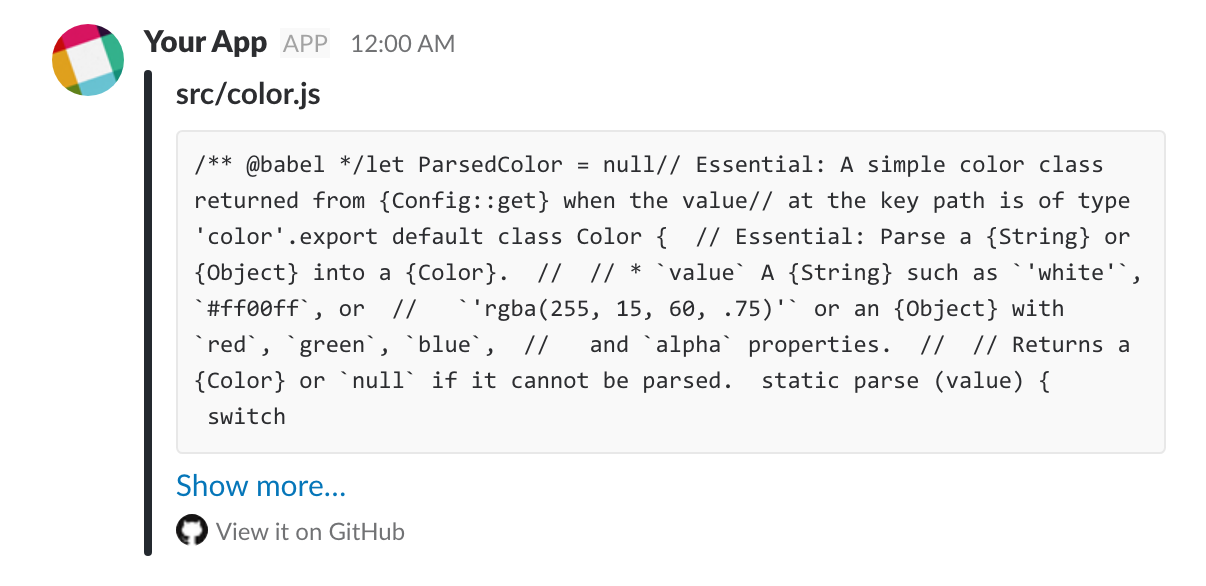 Your App APP 12:00 AM
src/color.js
/** @babel */let ParsedColor = null// Essential: A simple color class
returned from {Config::get} when the value// at the key path is of type
'color'.export default class Color {  // Essential: Parse a {String} or
{Object} into a {Color}.  //  // * `value` A {String} such as `'white'`,
`#ff00ff`, or  //   `'rgba(255, 15, 60, .75)'` or an {Object} with
`red`, `green`, `blue`,  //   and `alpha` properties.  //  // Returns a
{Color} or `null` if it cannot be parsed.  static parse (value) {
 switch
Show more…
View it on GitHub